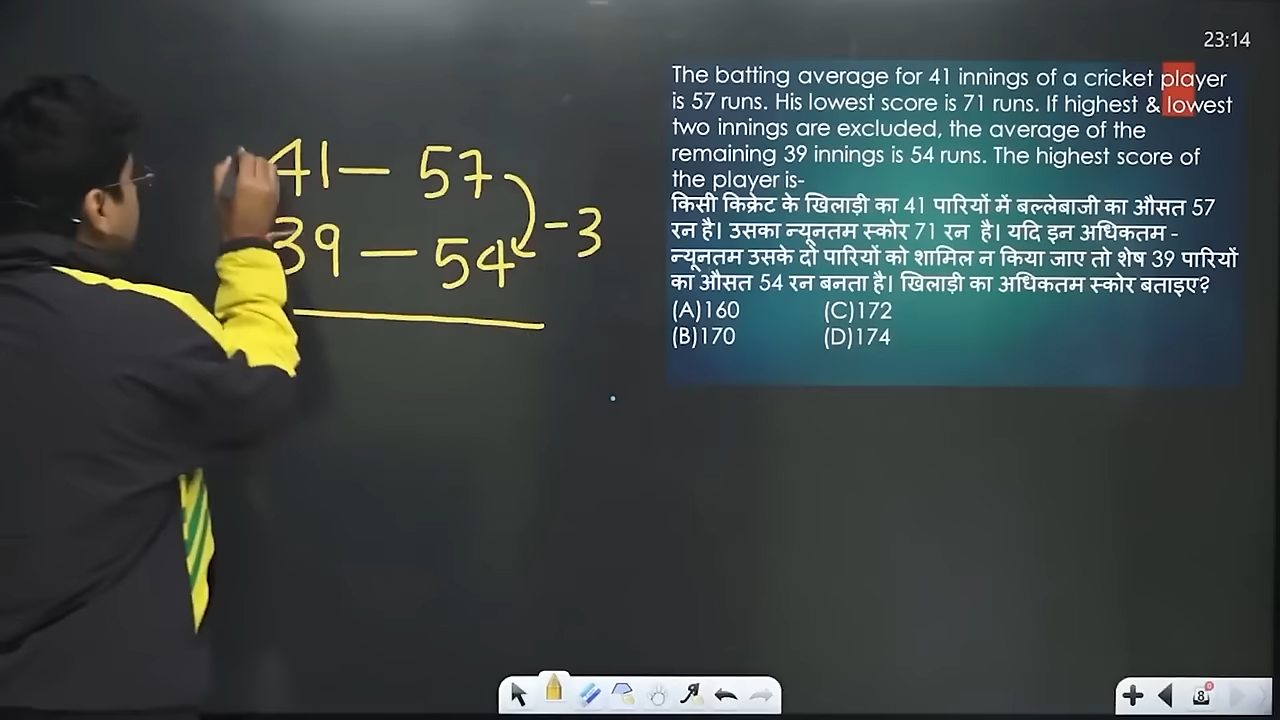 23:14
The batting average for 41 innings of a cricket player
is 57 runs. His lowest score is 71 runs. If highest & lowest
two innings are excluded, the average of the
remaining 39 innings is 54 runs. The highest score of
the player is-
किसी किक्रेट के खिलाड़ी का 41 पारियों में बल्लेबाजी का औसत 57
रन है। उसका न्यूनतम स्कोर 71 रन है। यदि इन अधिकतम -
न्यूनतम उसके दो पारियों को शामिल न किया जाए तो शेष 39 पारियों
का औसत 54 रन बनता है। खिलाड़ी का अधिकतम स्कोर बताइए?
(A)160 (C)172
(B)170 (D)174
41 — 57
39 — 54
-3
8